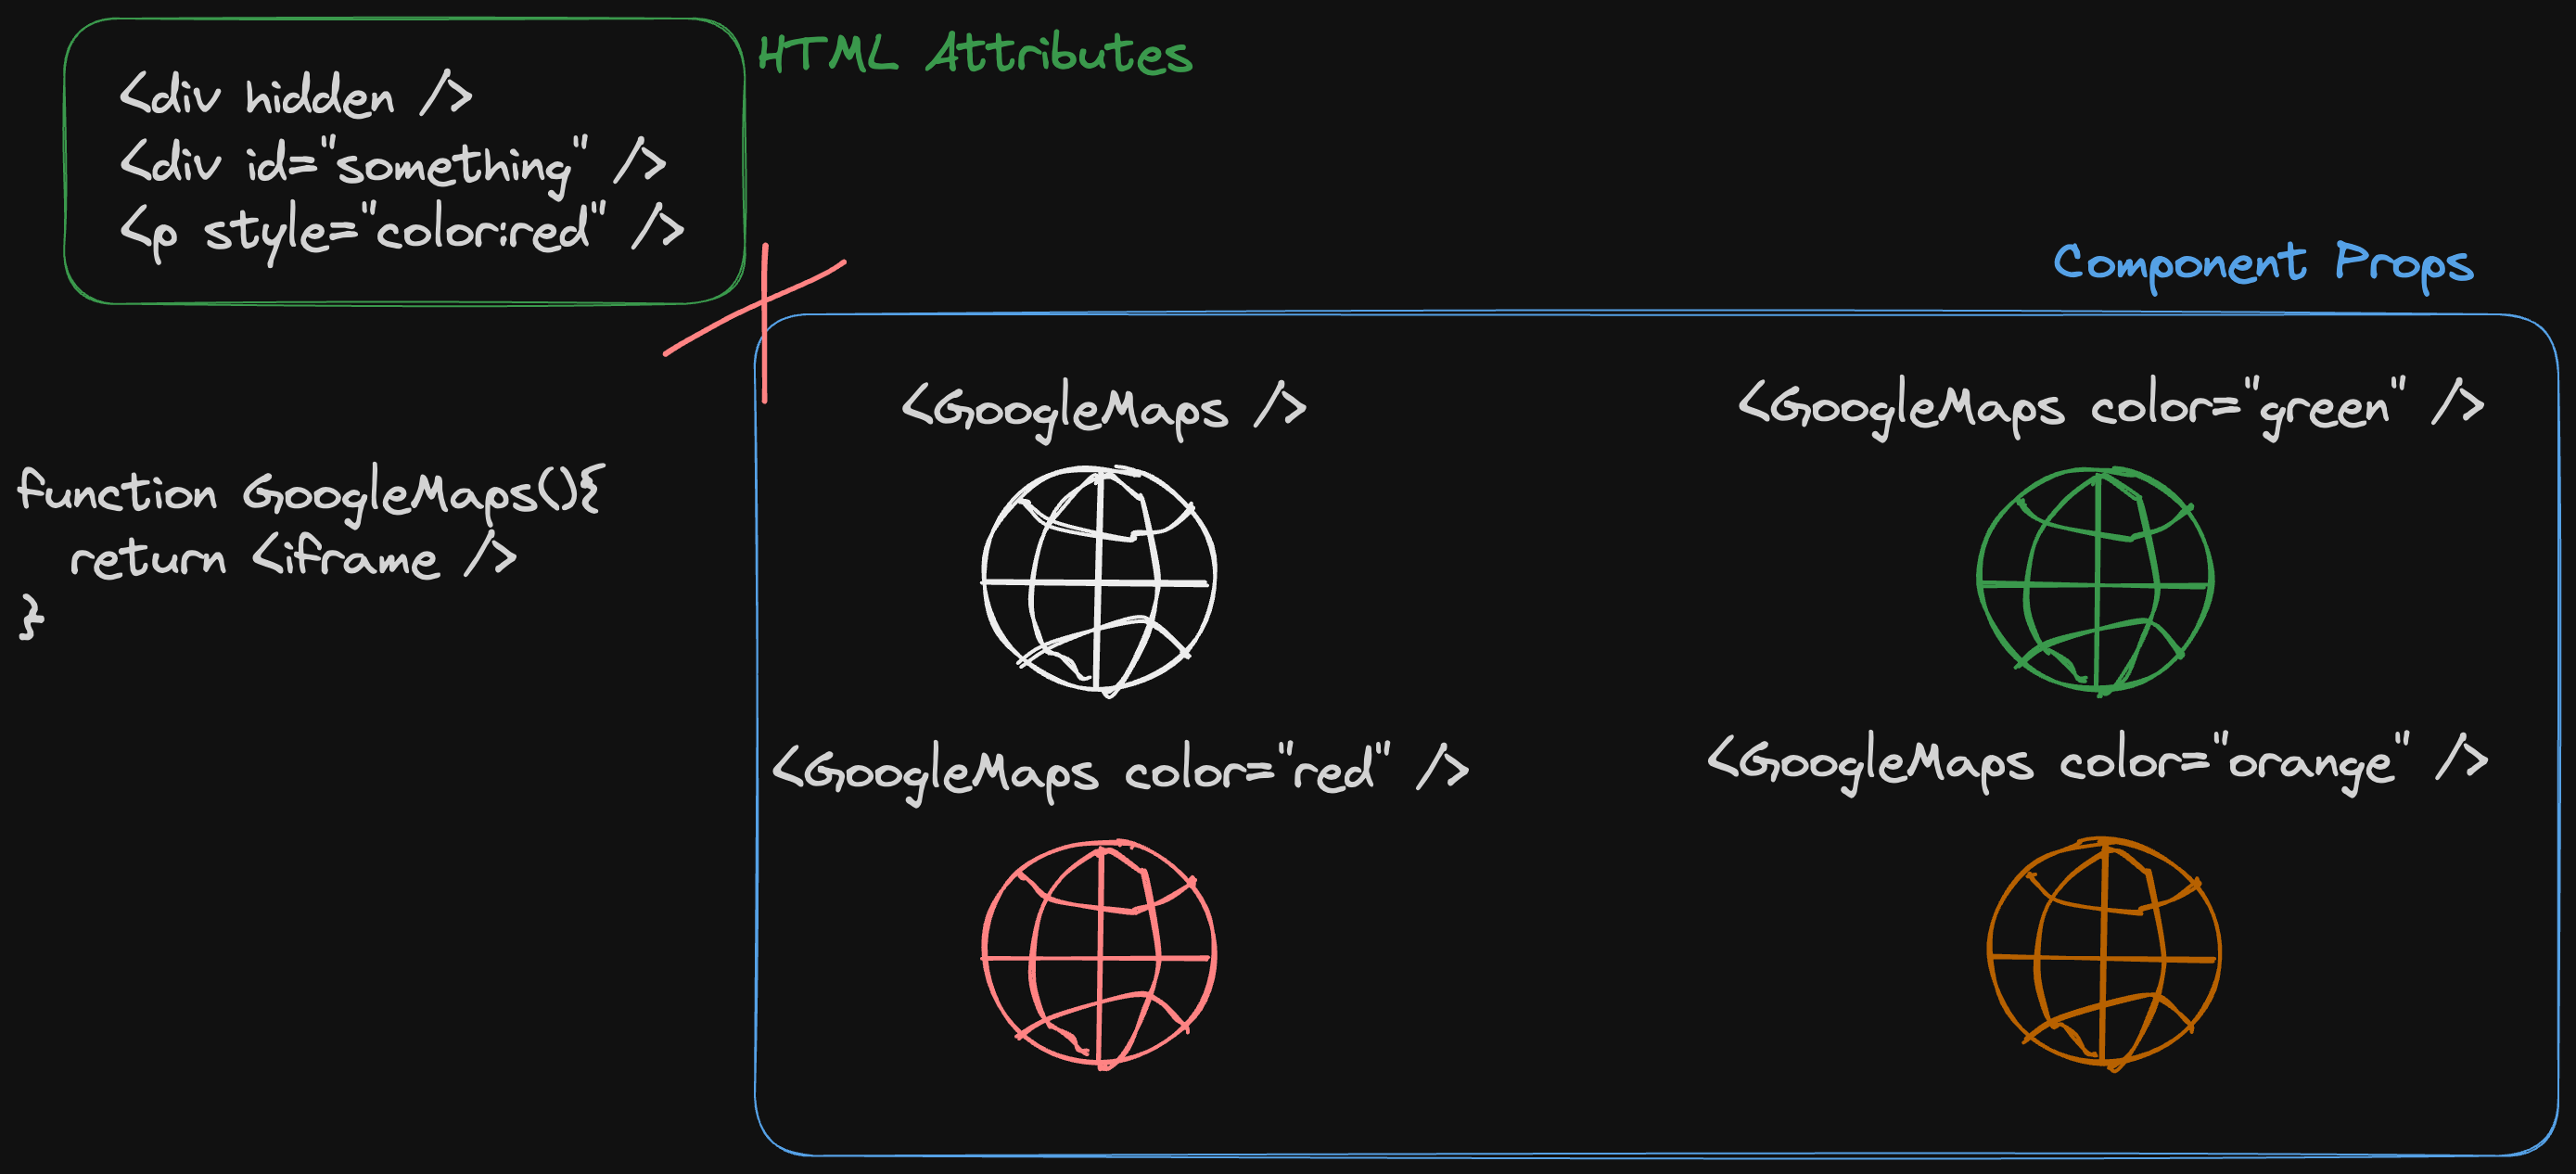 HTML Attributes
<div hidden />
<div id="something" />
<p style="color:red" />
Component Props
function GoogleMaps(){
return <iframe />
}
<GoogleMaps />
<GoogleMaps color="green" />
<GoogleMaps color="red" />
<GoogleMaps color="orange" />